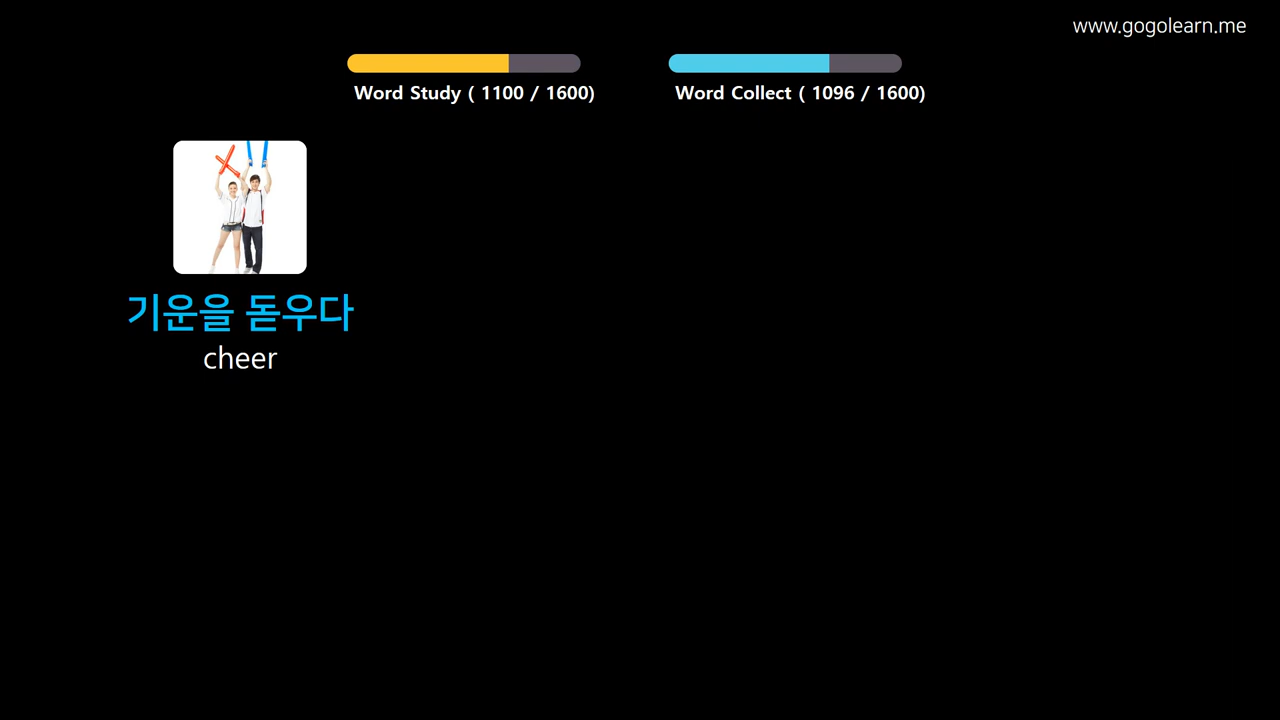 www.gogolearn.me
Word Study ( 1100 / 1600)
Word Collect ( 1096 / 1600)
기운을 돋우다
cheer